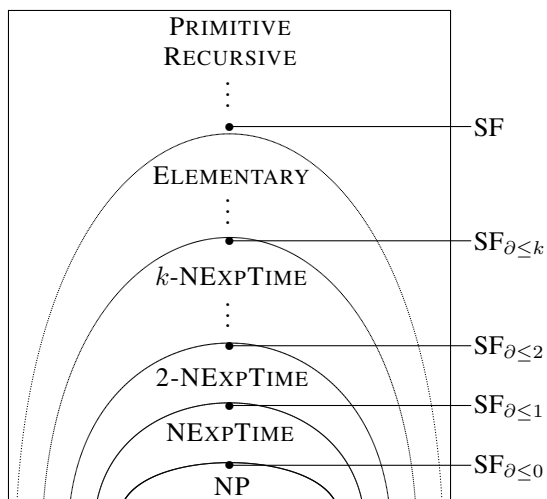 PRIMITIVE
RECURSIVE
SF
ELEMENTARY
SF∂≤k
k-NEXPTIME
SF∂≤2
2-NEXPTIME
SF∂≤1
NEXPTIME
SF∂≤0
NP